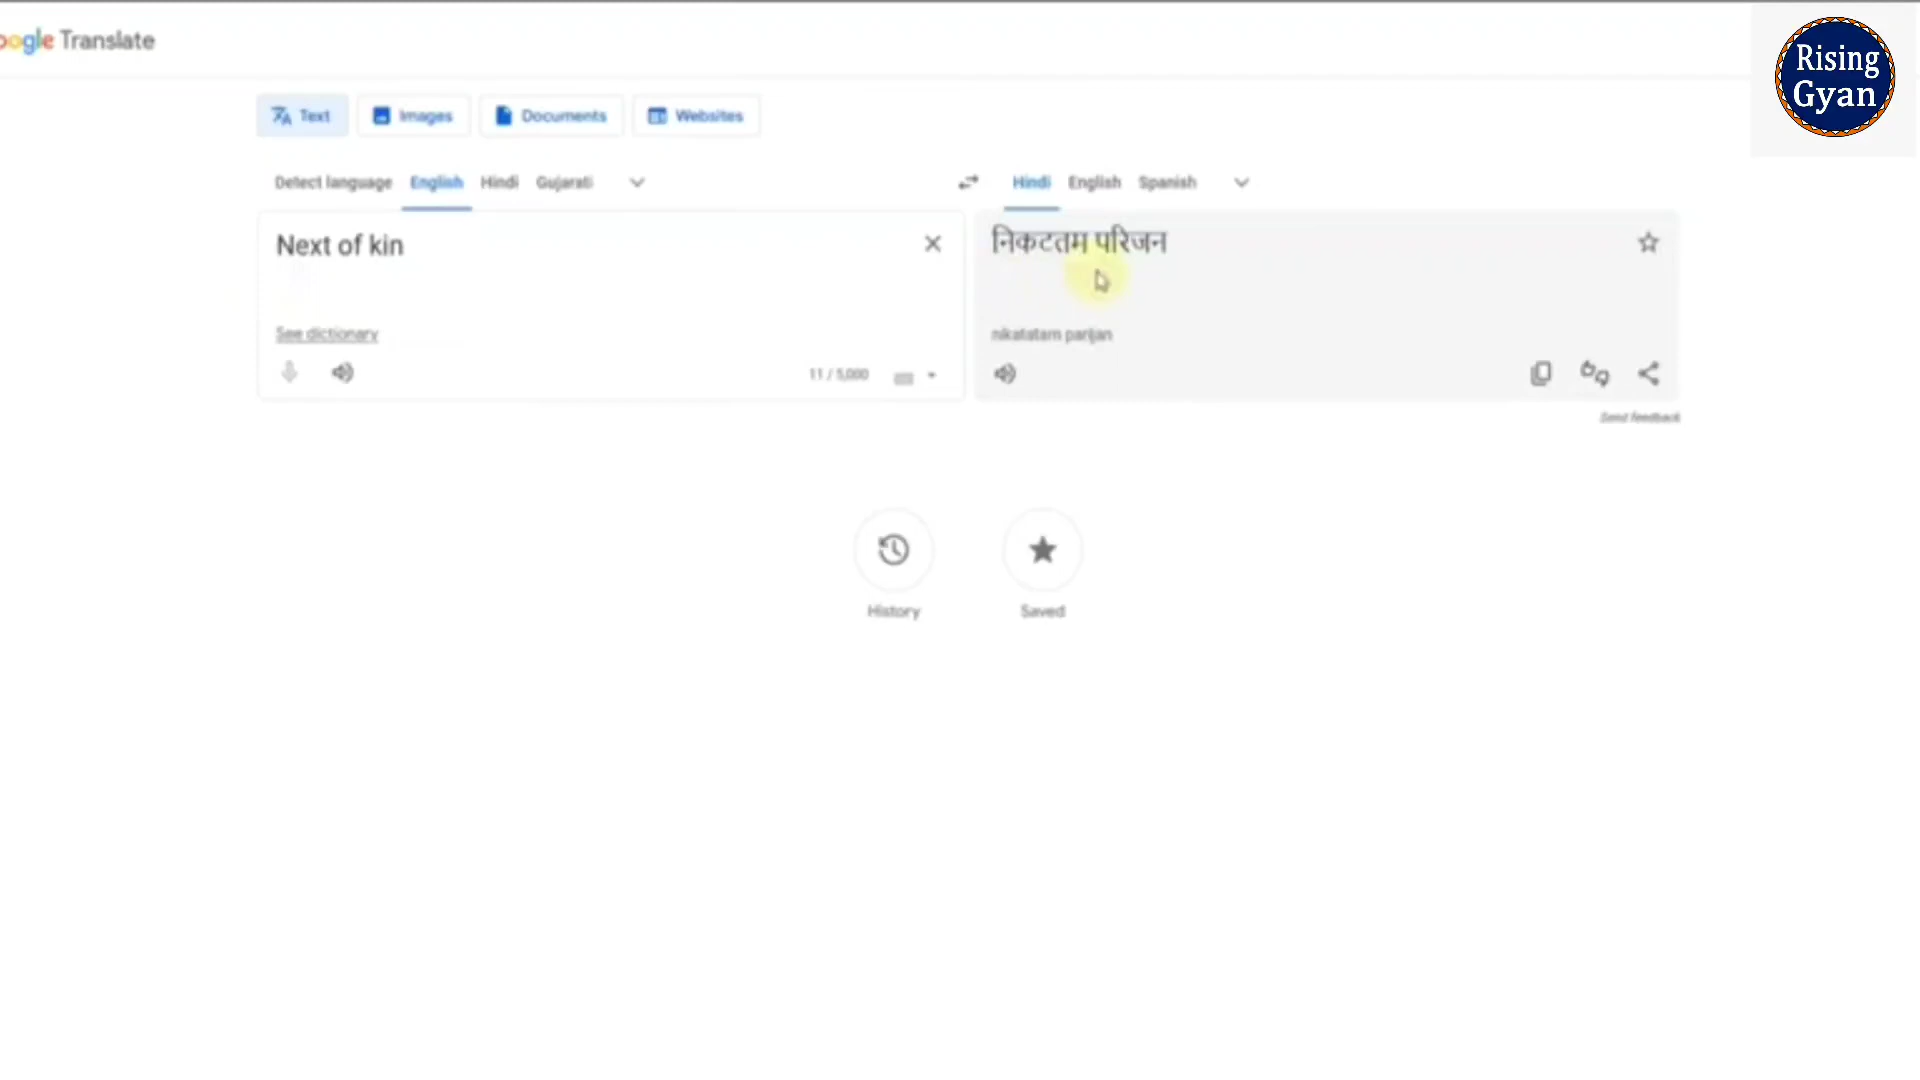 oogle Translate
Rising
Gyan
Text
Images
Documents
Websites
Detect language
English
Hindi
Gujarati
Hindi
English
Spanish
Next of kin
निकटतम परिजन
See dictionary
nikatatam parijan
11 / 5,000
Send feedback
History
Saved